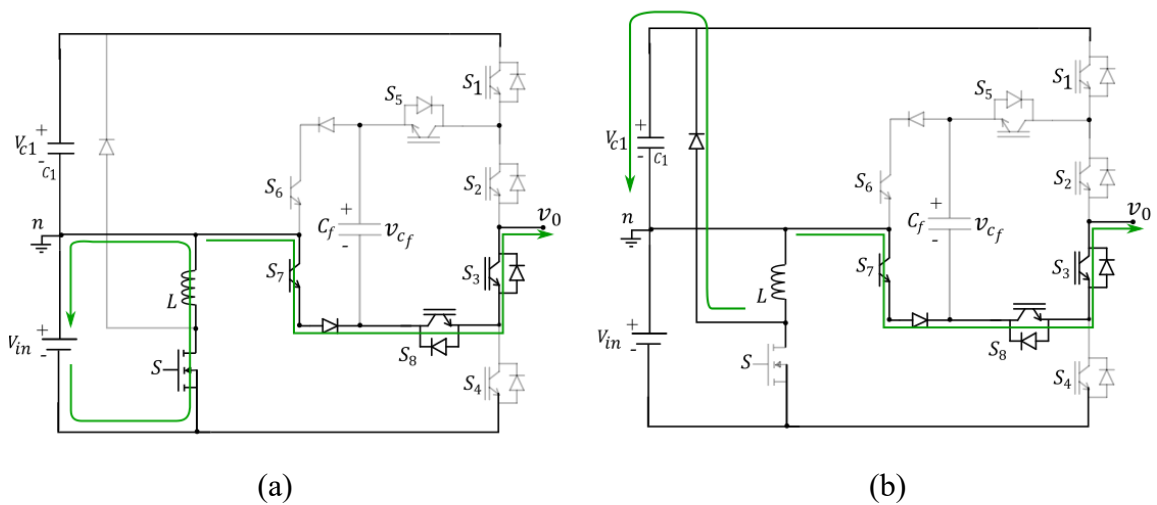 S1
S5
Vc1
+
-
C1
S6
S2
Cf
+
-
vcf
n
v0
S7
S3
L
Vin
+
-
S
S8
S4
(a)
S1
S5
Vc1
+
-
C1
S6
S2
Cf
+
-
vcf
n
v0
S7
S3
L
Vin
+
-
S
S8
S4
(b)